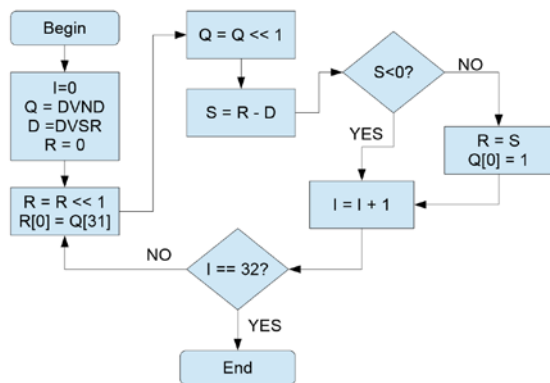 Begin
I=0
Q = DVND
D =DVSR
R = 0
R = R << 1
R[0] = Q[31]
Q = Q << 1
S = R - D
S<0?
NO
YES
R = S
Q[0] = 1
I = I + 1
I == 32?
NO
YES
End